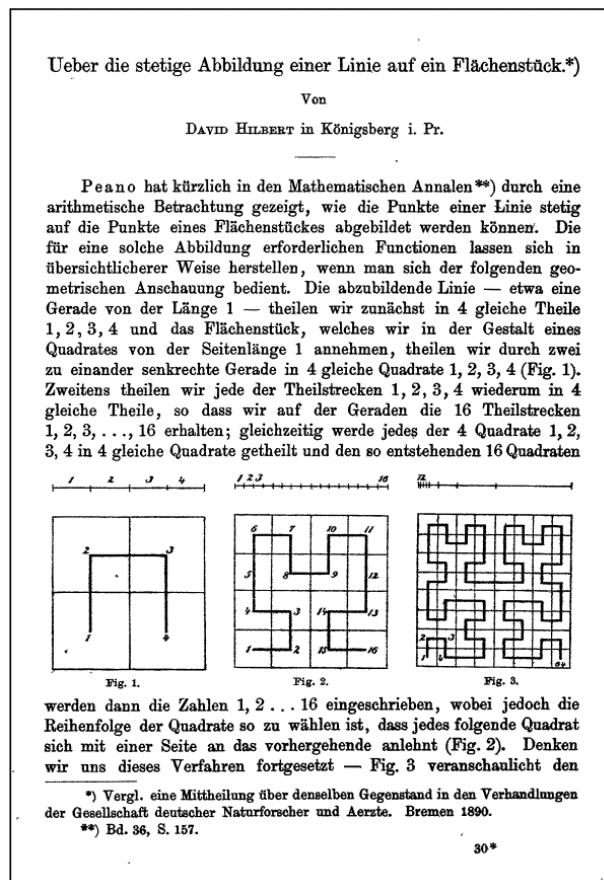 Ueber die stetige Abbildung einer Linie auf ein Flächenstück.*)
Von
DAVID HILBERT in Königsberg i. Pr.
Peano hat kürzlich in den Mathematischen Annalen**) durch eine
arithmetische Betrachtung gezeigt, wie die Punkte einer Linie stetig
auf die Punkte eines Flächenstückes abgebildet werden können. Die
für eine solche Abbildung erforderlichen Functionen lassen sich in
übersichtlicherer Weise herstellen, wenn man sich der folgenden geo-
metrischen Anschauung bedient. Die abzubildende Linie — etwa eine
Gerade von der Länge 1 — theilen wir zunächst in 4 gleiche Theile
1, 2, 3, 4 und das Flächenstück, welches wir in der Gestalt eines
Quadrates von der Seitenlänge 1 annehmen, theilen wir durch zwei
zu einander senkrechte Gerade in 4 gleiche Quadrate 1, 2, 3, 4 (Fig. 1).
Zweitens theilen wir jede der Theilstrecken 1, 2, 3, 4 wiederum in 4
gleiche Theile, so dass wir auf der Geraden die 16 Theilstrecken
1, 2, 3, . . ., 16 erhalten; gleichzeitig werde jedes der 4 Quadrate 1, 2,
3, 4 in 4 gleiche Quadrate getheilt und den so entstehenden 16 Quadraten
1 2 3 4
1 2 3 16
12
2 3
1 4
6 7 10 11
5 8 9 12
4 3 14 13
1 2 15 16
2 3
1 4 64
Fig. 1.
Fig. 2.
Fig. 3.
werden dann die Zahlen 1, 2 . . . 16 eingeschrieben, wobei jedoch die
Reihenfolge der Quadrate so zu wählen ist, dass jedes folgende Quadrat
sich mit einer Seite an das vorhergehende anlehnt (Fig. 2). Denken
wir uns dieses Verfahren fortgesetzt — Fig. 3 veranschaulicht den
*) Vergl. eine Mittheilung über denselben Gegenstand in den Verhandlungen
der Gesellschaft deutscher Naturforscher und Aerzte. Bremen 1890.
**) Bd. 36, S. 157.
30*